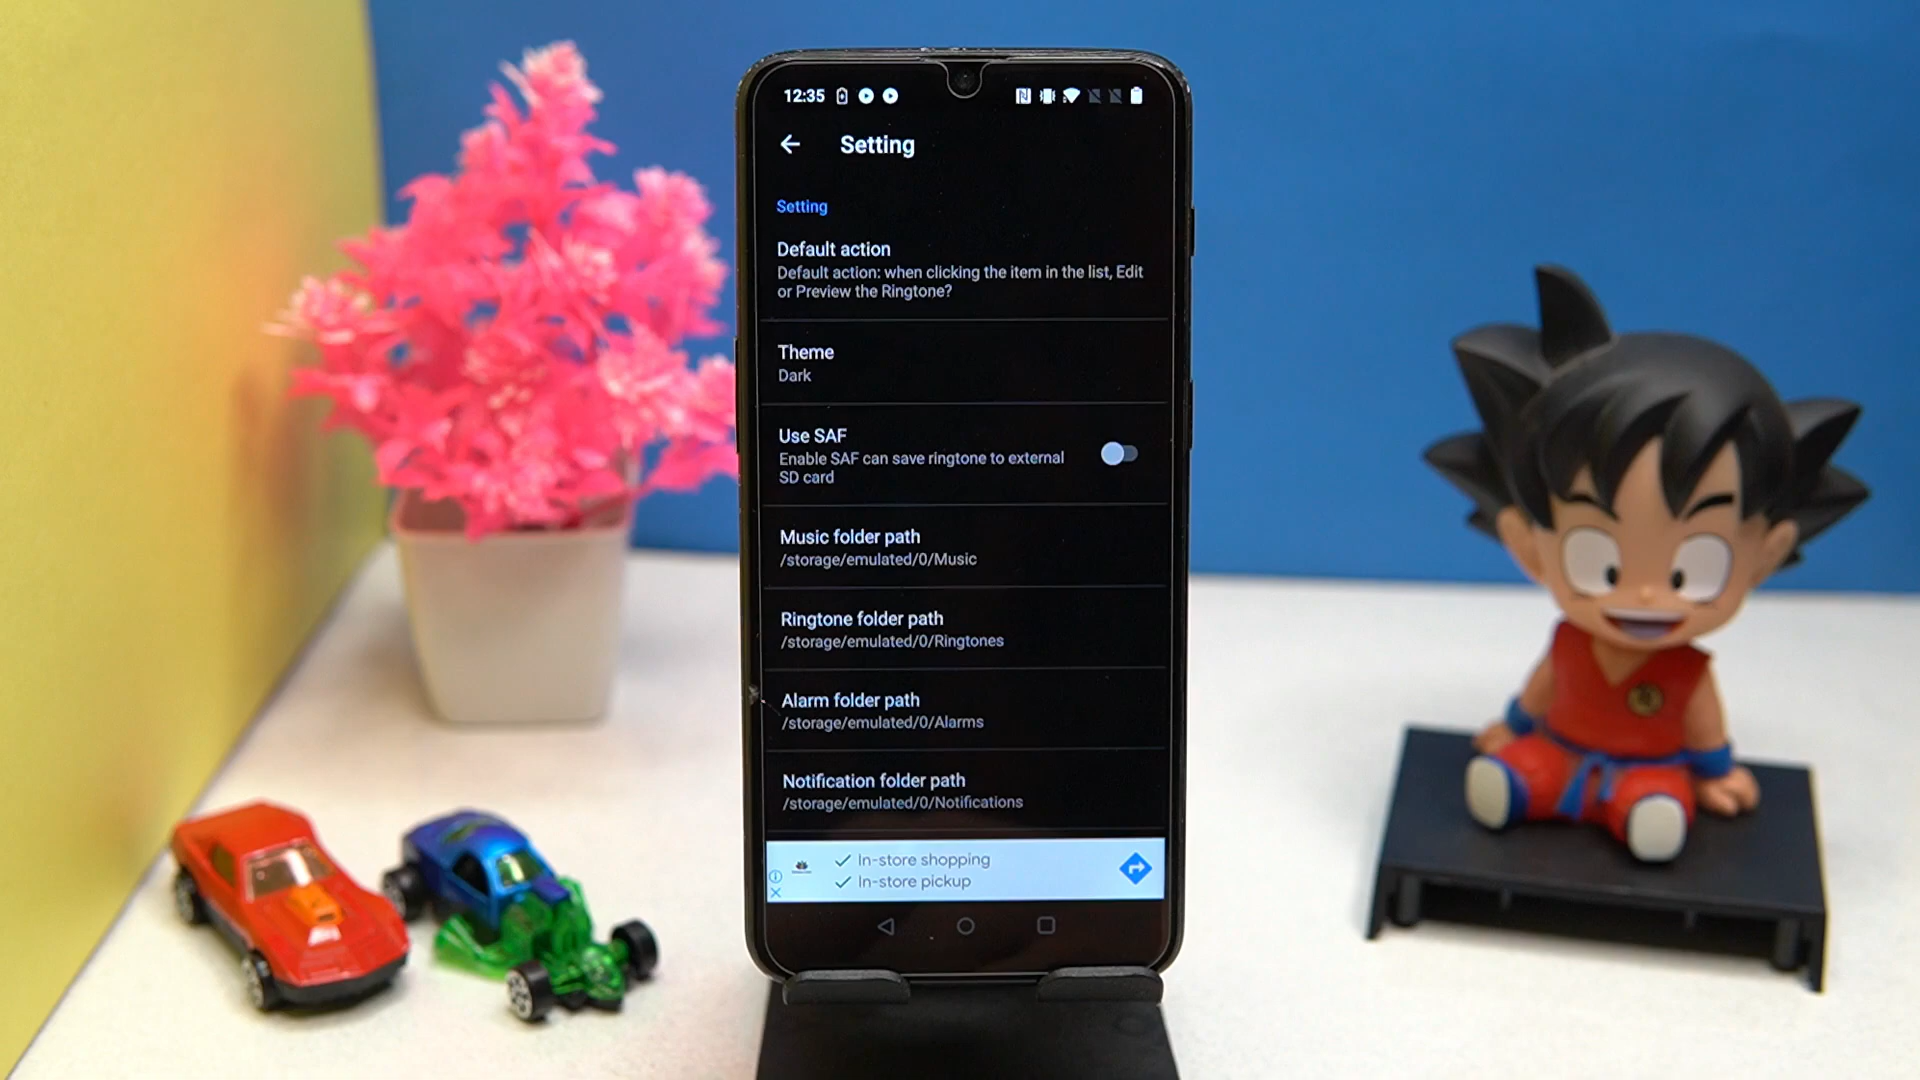 12:35
Setting
Setting
Default action
Default action: when clicking the item in the list, Edit
or Preview the Ringtone?
Theme
Dark
Use SAF
Enable SAF can save ringtone to external
SD card
Music folder path
/storage/emulated/0/Music
Ringtone folder path
/storage/emulated/0/Ringtones
Alarm folder path
/storage/emulated/0/Alarms
Notification folder path
/storage/emulated/0/Notifications
In-store shopping
In-store pickup